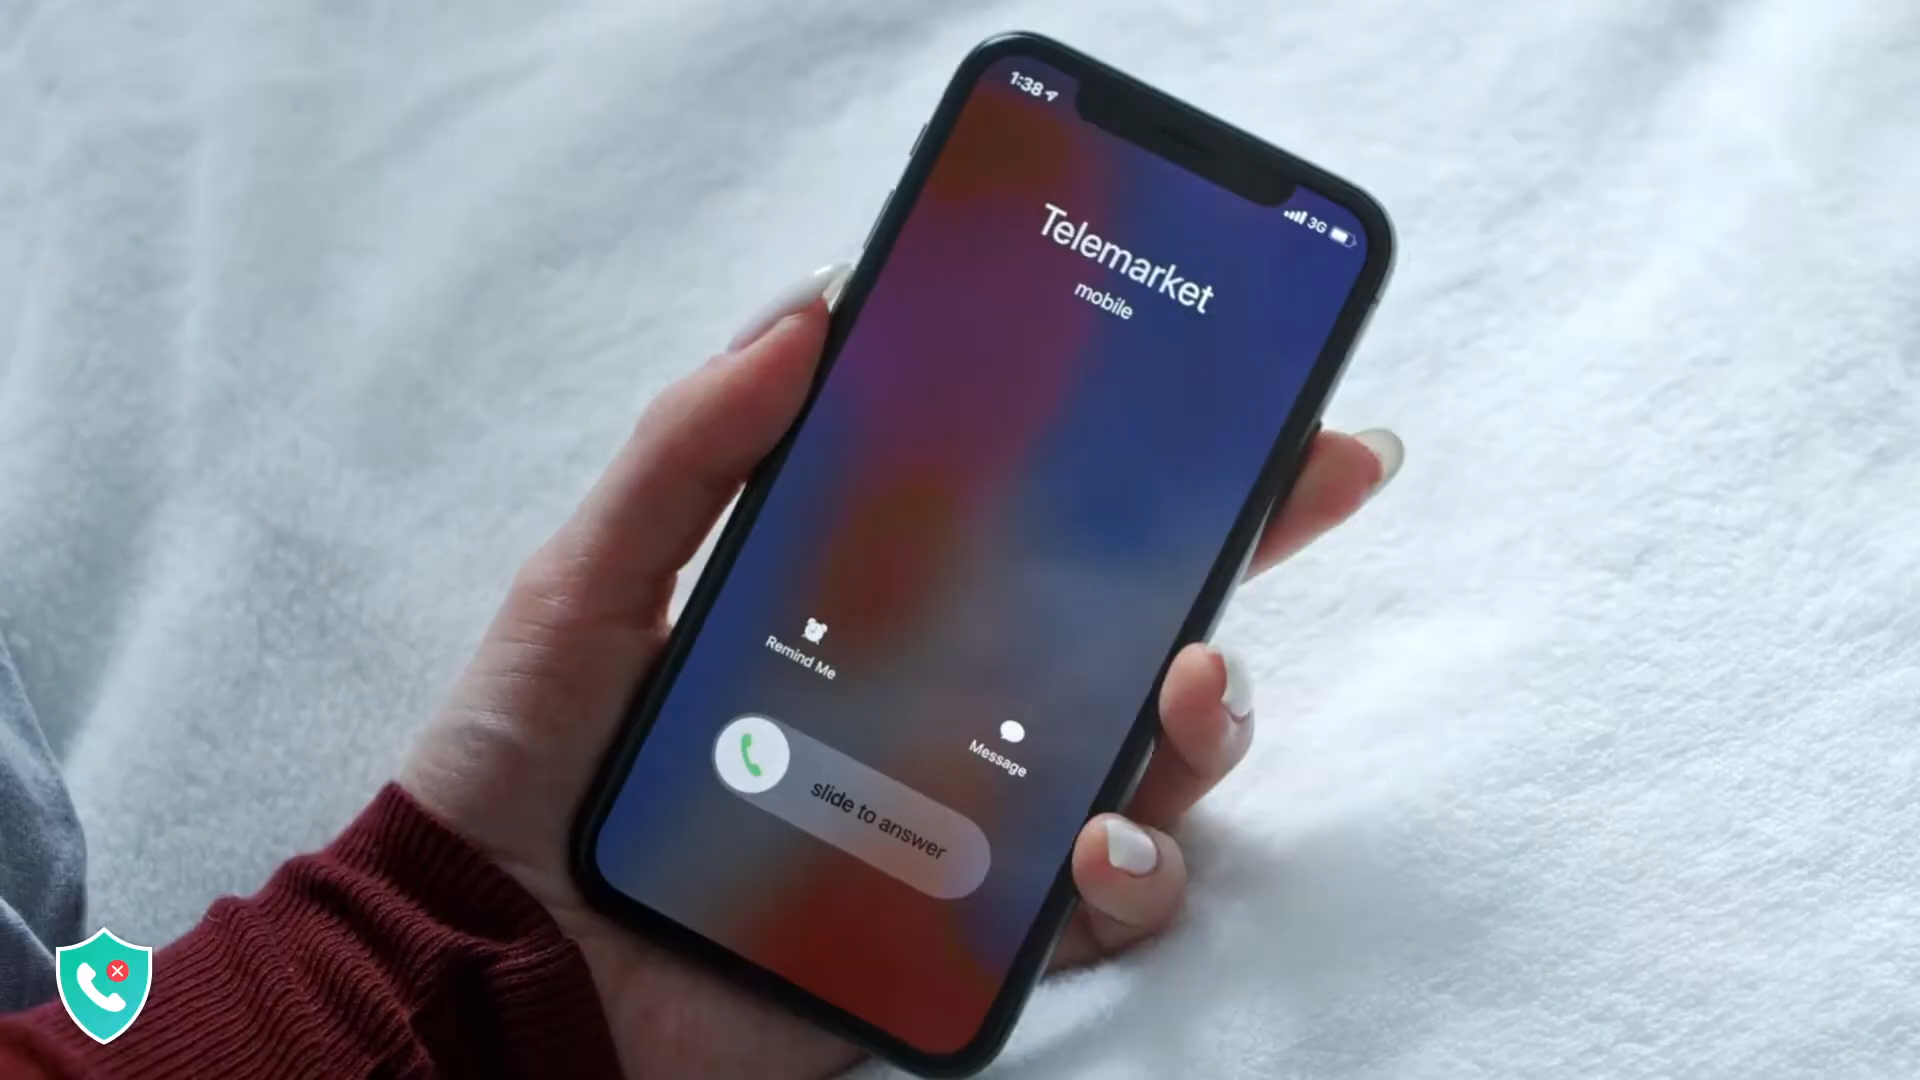 1:38
3G
Telemarket
mobile
Remind Me
Message
slide to answer